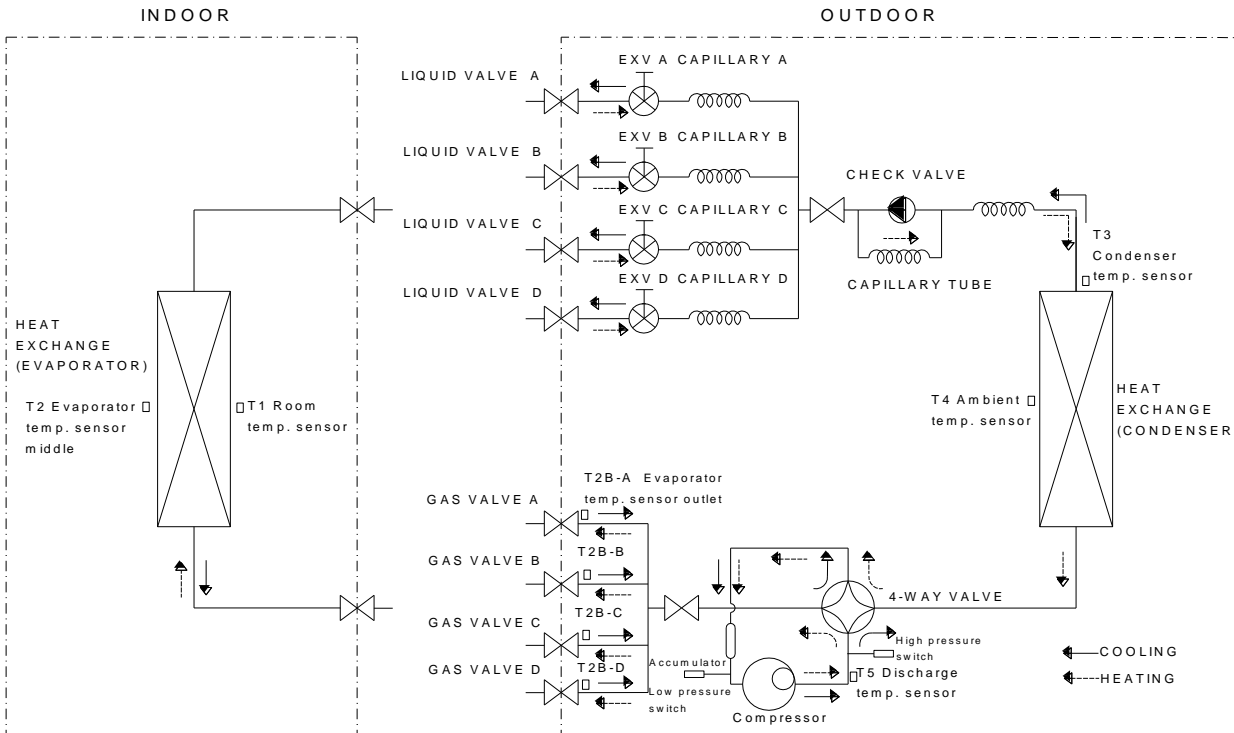 INDOOR
OUTDOOR
LIQUID VALVE A
EXV A CAPILLARY A
LIQUID VALVE B
EXV B CAPILLARY B
LIQUID VALVE C
EXV C CAPILLARY C
LIQUID VALVE D
EXV D CAPILLARY D
CHECK VALVE
CAPILLARY TUBE
T3
Condenser
temp. sensor
HEAT
EXCHANGE
(EVAPORATOR)
T2 Evaporator
temp. sensor
middle
T1 Room
temp. sensor
T4 Ambient
temp. sensor
HEAT
EXCHANGE
(CONDENSER
GAS VALVE A
T2B-A Evaporator
temp. sensor outlet
GAS VALVE B
T2B-B
GAS VALVE C
T2B-C
GAS VALVE D
T2B-D
4-WAY VALVE
High pressure
switch
Accumulator
Low pressure
switch
T5 Discharge
temp. sensor
Compressor
COOLING
HEATING